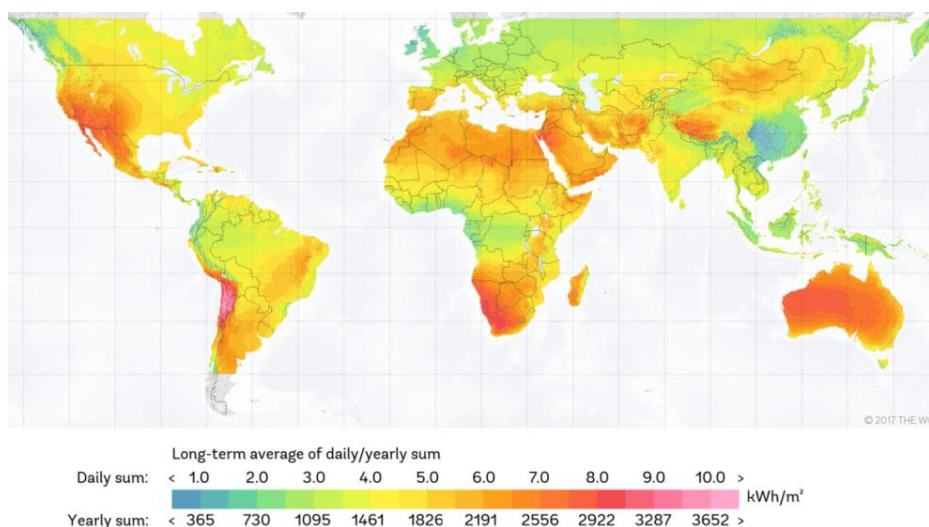 © 2017 THE WO
Long-term average of daily/yearly sum
Daily sum: < 1.0 2.0 3.0 4.0 5.0 6.0 7.0 8.0 9.0 10.0 >
kWh/m²
Yearly sum: < 365 730 1095 1461 1826 2191 2556 2922 3287 3652 >